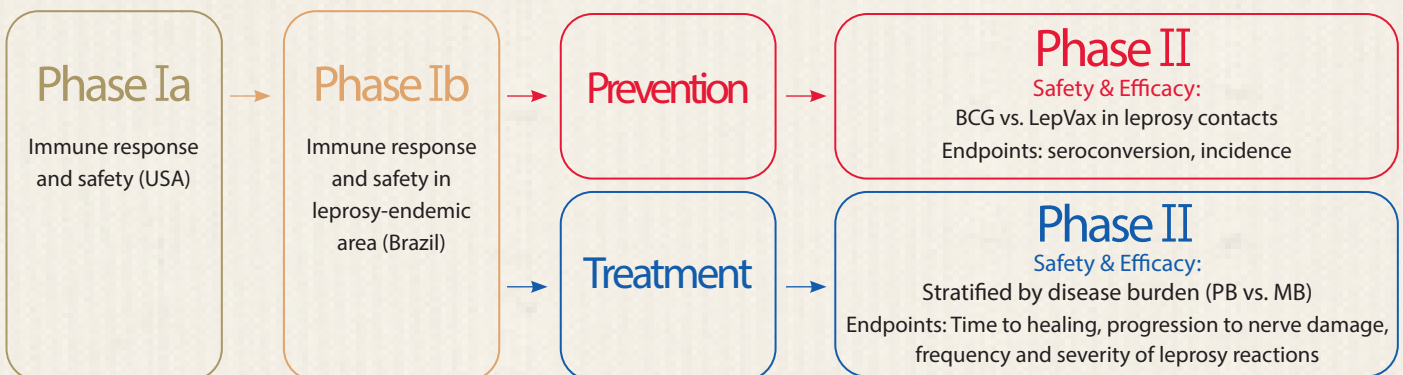 Phase Ia
Immune response
and safety (USA)
Phase Ib
Immune response
and safety in
leprosy-endemic
area (Brazil)
Prevention
Phase II
Safety & Efficacy:
BCG vs. LepVax in leprosy contacts
Endpoints: seroconversion, incidence
Treatment
Phase II
Safety & Efficacy:
Stratified by disease burden (PB vs. MB)
Endpoints: Time to healing, progression to nerve damage,
frequency and severity of leprosy reactions